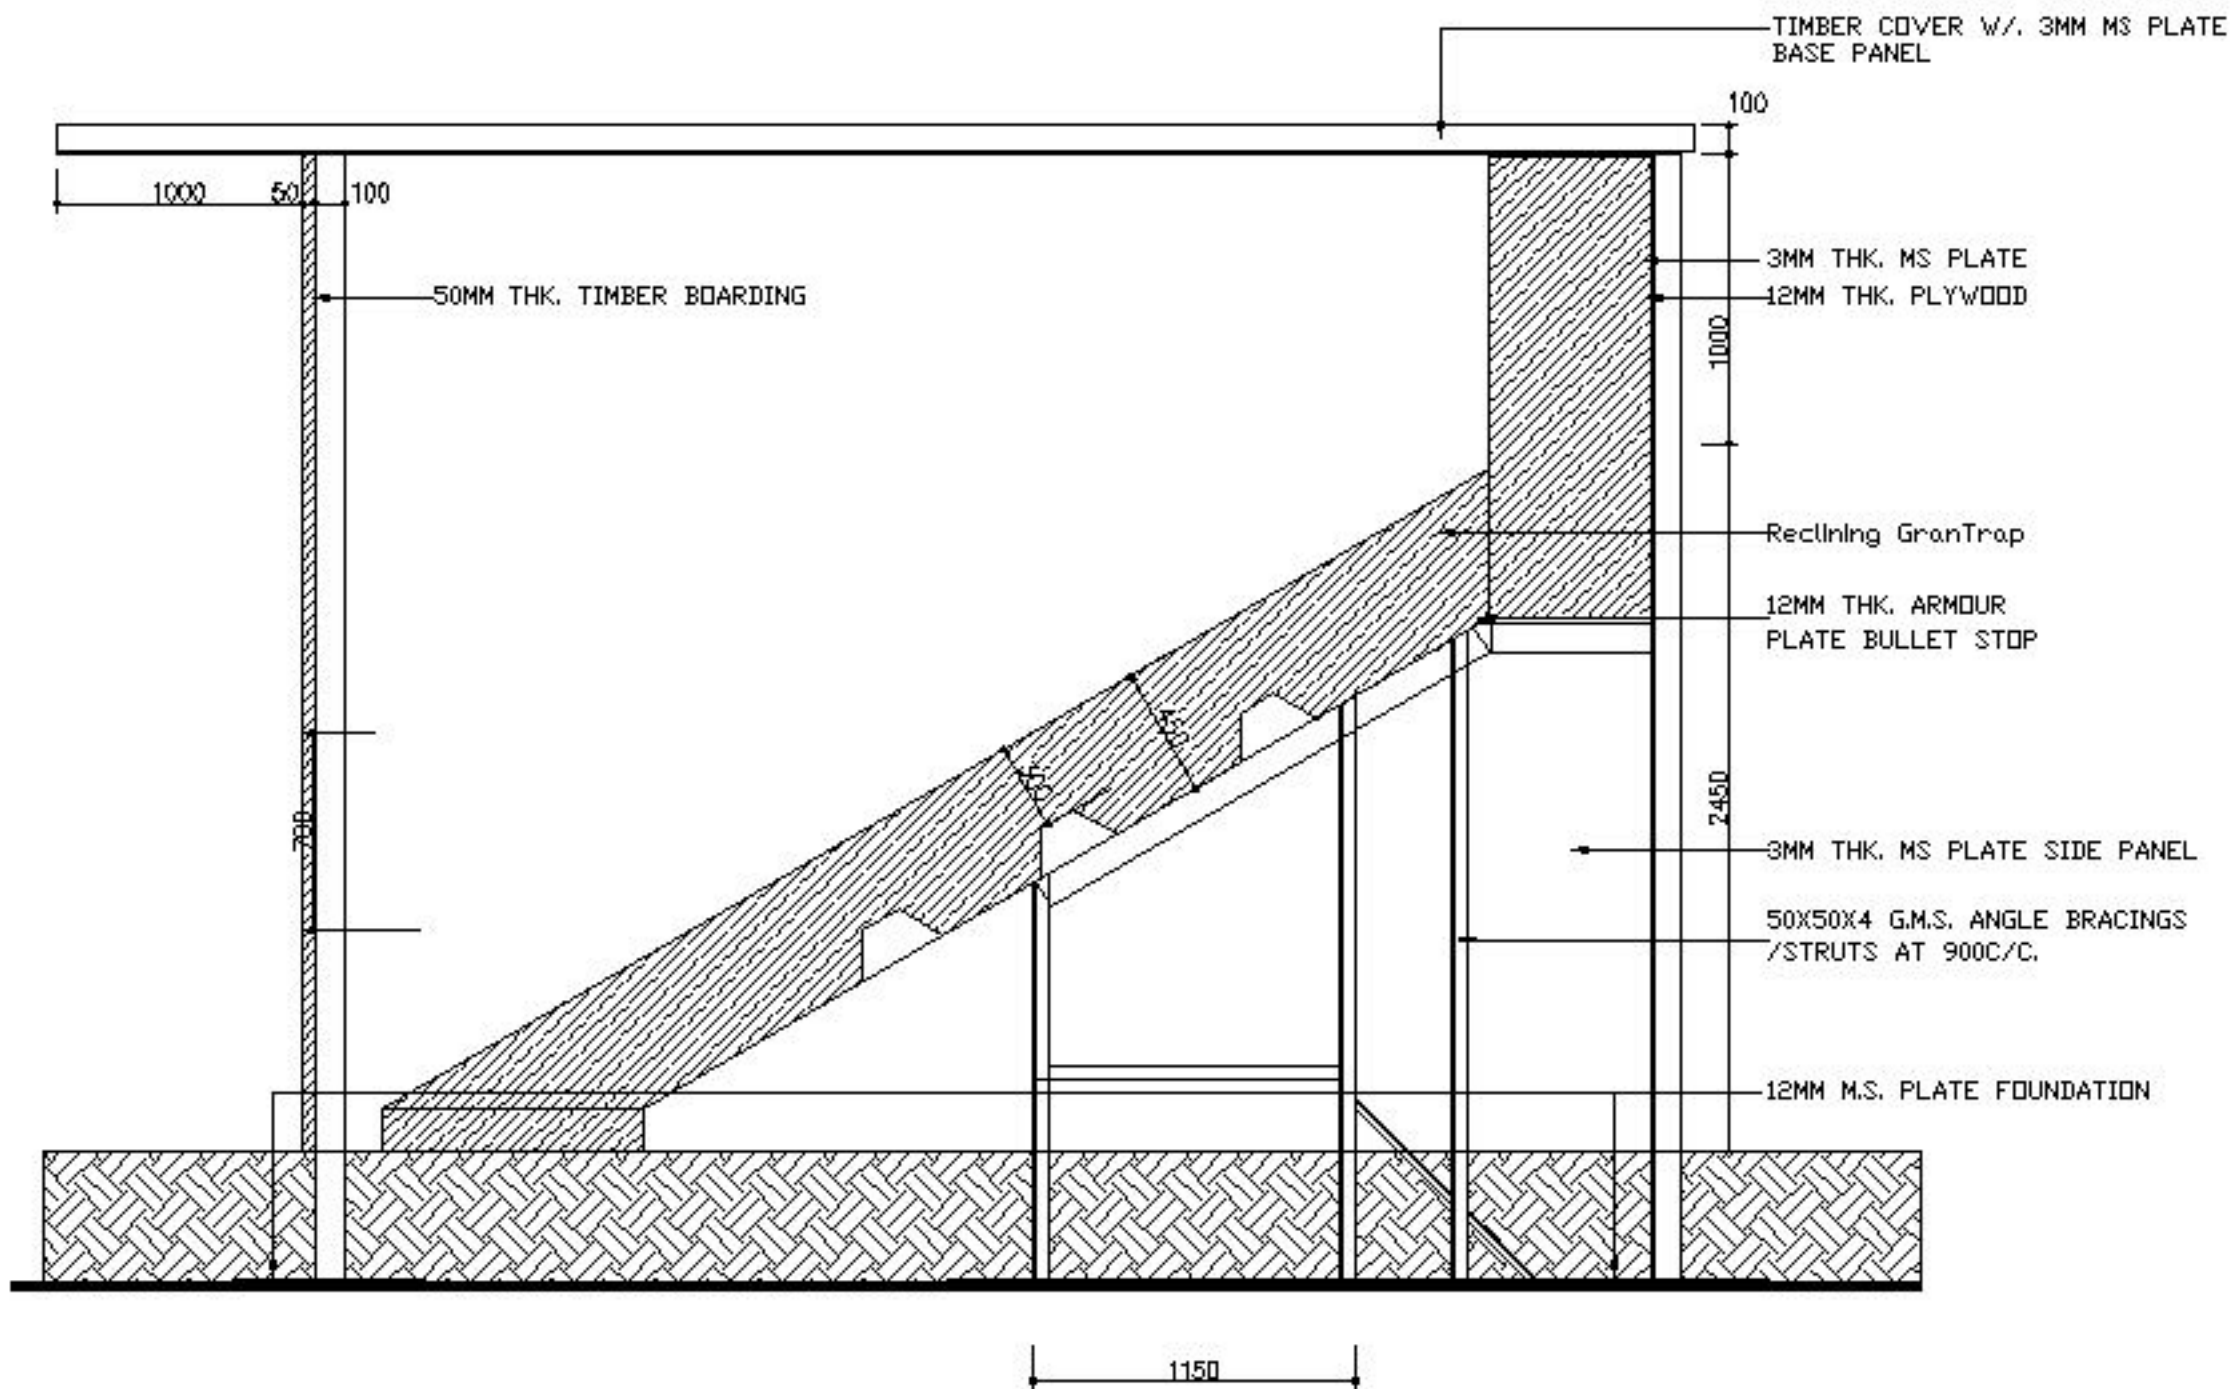 TIMBER COVER W/. 3MM MS PLATE
BASE PANEL
100
1000
50
100
3MM THK. MS PLATE
50MM THK. TIMBER BOARDING
12MM THK. PLYWOOD
1000
Reclining GranTrap
12MM THK. ARMOUR
PLATE BULLET STOP
700
2450
3MM THK. MS PLATE SIDE PANEL
50X50X4 G.M.S. ANGLE BRACINGS
/STRUTS AT 900C/C.
12MM M.S. PLATE FOUNDATION
1150